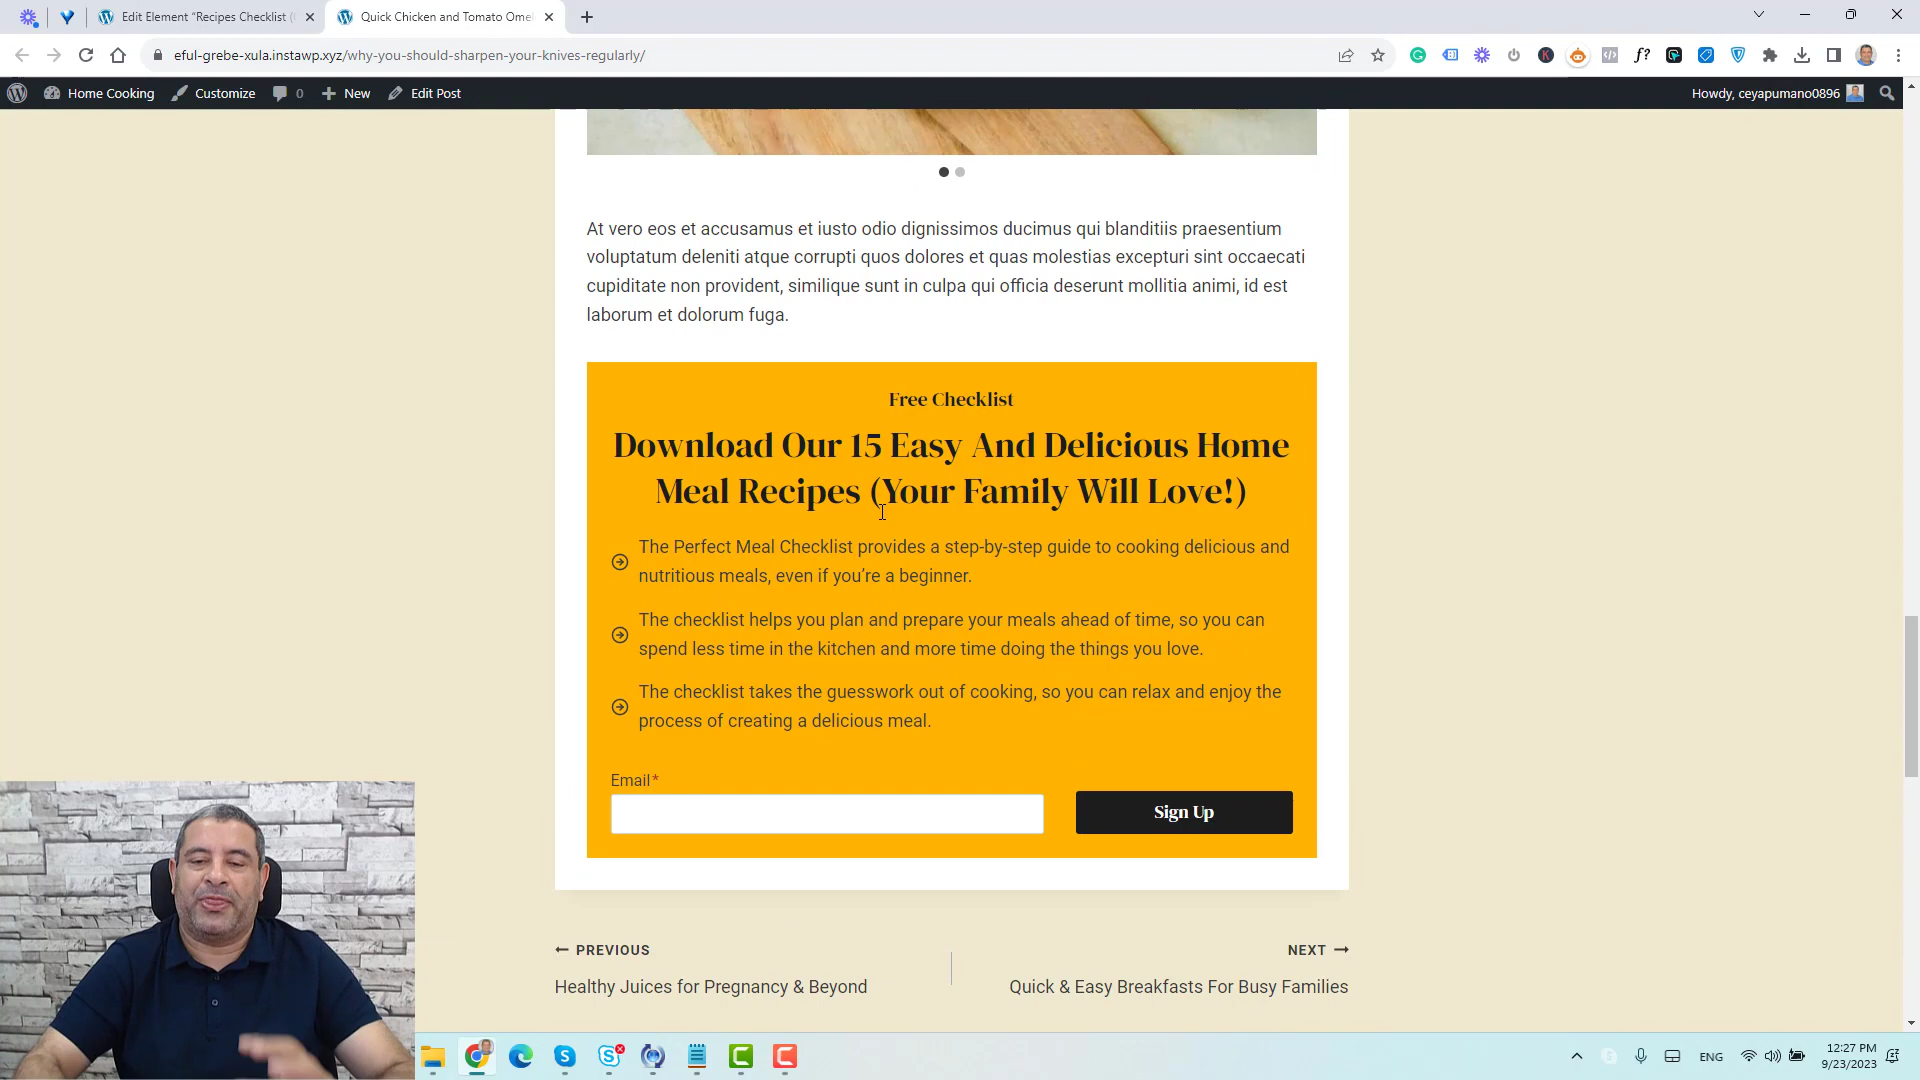 Edit Element "Recipes Checklist (
Quick Chicken and Tomato Ome
eful-grebe-xula.instawp.xyz/why-you-should-sharpen-your-knives-regularly/
Home Cooking
Customize
0
New
Edit Post
Howdy, ceyapumano0896
At vero eos et accusamus et iusto odio dignissimos ducimus qui blanditiis praesentium
voluptatum deleniti atque corrupti quos dolores et quas molestias excepturi sint occaecati
cupiditate non provident, similique sunt in culpa qui officia deserunt mollitia animi, id est
laborum et dolorum fuga.
Free Checklist
Download Our 15 Easy And Delicious Home
Meal Recipes (Your Family Will Love!)
The Perfect Meal Checklist provides a step-by-step guide to cooking delicious and
nutritious meals, even if you're a beginner.
The checklist helps you plan and prepare your meals ahead of time, so you can
spend less time in the kitchen and more time doing the things you love.
The checklist takes the guesswork out of cooking, so you can relax and enjoy the
process of creating a delicious meal.
Email*
Sign Up
← PREVIOUS
NEXT →
Healthy Juices for Pregnancy & Beyond
Quick & Easy Breakfasts For Busy Families
ENG
12:27 PM
9/23/2023